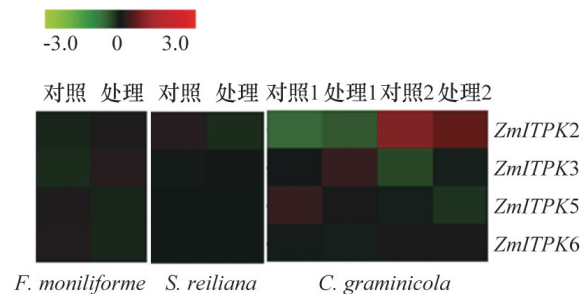 -3.0 0 3.0
对照 处理 对照 处理 对照1 处理1 对照2 处理2
ZmITPK2
ZmITPK3
ZmITPK5
ZmITPK6
F. moniliforme S. reiliana C. graminicola